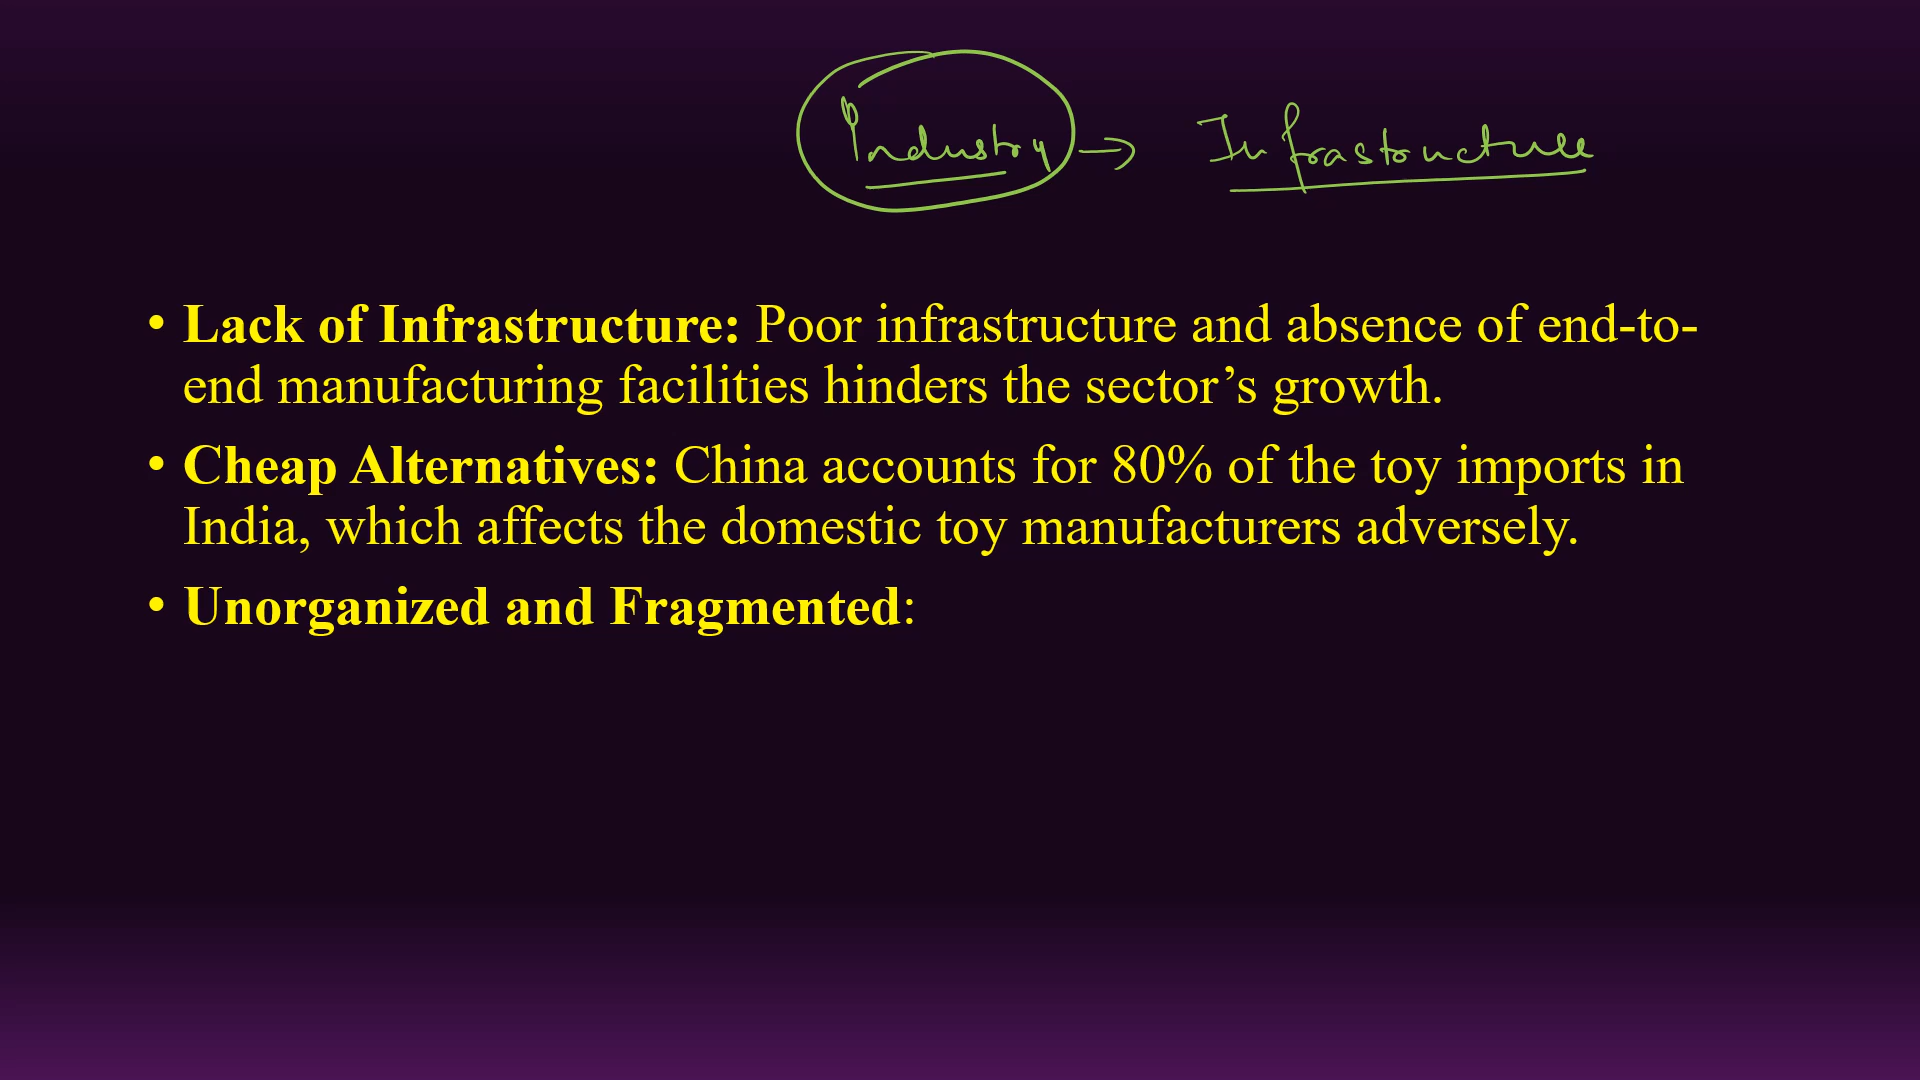 Industry → Infrastructure
• Lack of Infrastructure: Poor infrastructure and absence of end-to-
end manufacturing facilities hinders the sector’s growth.
• Cheap Alternatives: China accounts for 80% of the toy imports in
India, which affects the domestic toy manufacturers adversely.
• Unorganized and Fragmented: